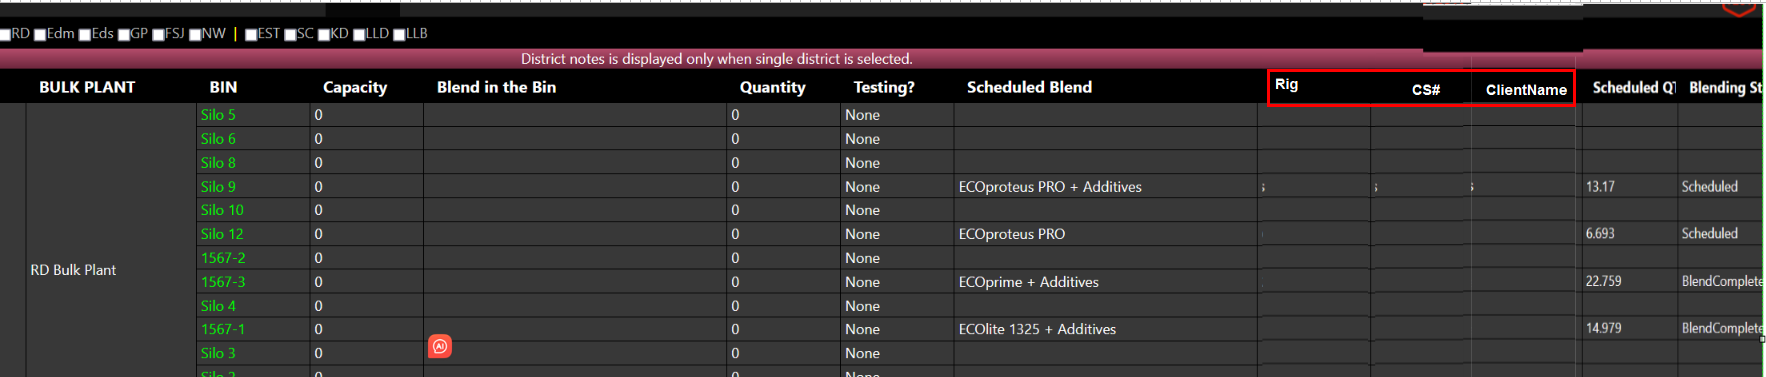 RD Edm Eds GP FSJ NW | EST SC KD LLD LLB
District notes is displayed only when single district is selected.
BULK PLANT BIN Capacity Blend in the Bin Quantity Testing? Scheduled Blend Rig CS# ClientName Scheduled QT Blending St
Silo 5 0 0 None
Silo 6 0 0 None
Silo 8 0 0 None
Silo 9 0 0 None ECOproteus PRO + Additives s s s 13.17 Scheduled
Silo 10 0 0 None
Silo 12 0 0 None ECOproteus PRO 6.693 Scheduled
1567-2 0 0 None
RD Bulk Plant
1567-3 0 0 None ECOprime + Additives 22.759 BlendComplete
Silo 4 0 0 None
1567-1 0 0 None ECOlite 1325 + Additives 14.979 BlendComplete
AI
Silo 3 0 0 None
Silo 2 0 0 None